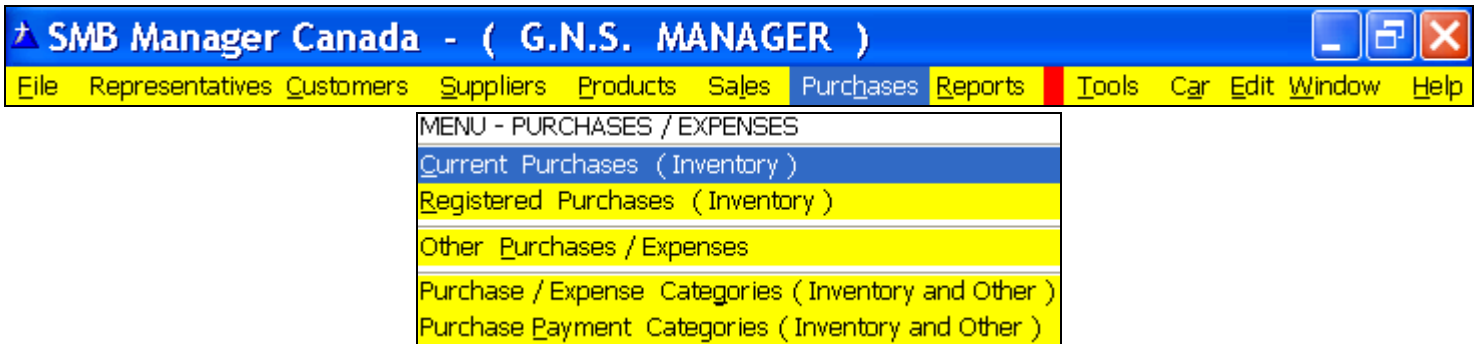 SMB Manager Canada - ( G.N.S. MANAGER )
File Representatives Customers Suppliers Products Sales Purchases Reports Tools Car Edit Window Help
MENU - PURCHASES / EXPENSES
Current Purchases ( Inventory )
Registered Purchases ( Inventory )
Other Purchases / Expenses
Purchase / Expense Categories ( Inventory and Other )
Purchase Payment Categories ( Inventory and Other )